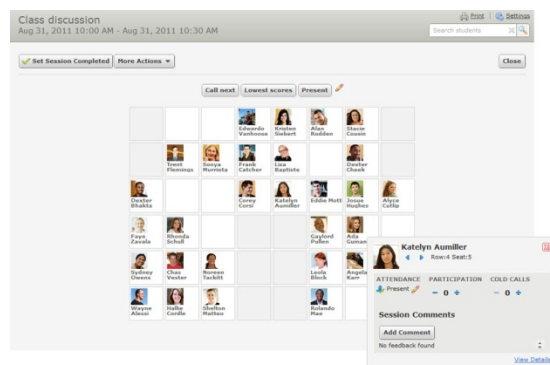 Class discussion
Aug 31, 2011 10:00 AM - Aug 31, 2011 10:30 AM
Print | Settings
Search students
Set Session Completed More Actions Close
Call next Lowest scores Present
Edwardo Vanhoose
Kristen Siebert
Alan Rodden
Stacie Cousin
Trent Flemings
Sonya Murrieta
Frank Catcher
Liza Baptiste
Dexter Cheek
Dexter Bhakta
Corey Corsi
Katelyn Aumiller
Eddie Mott
Josue Hughes
Alyce Cutlip
Faye Zavala
Rhonda Scholl
Gaylord Pullen
Ada Guman
Sydney Owens
Chas Vester
Noreen Tackitt
Leola Block
Angela Karr
Wayne Alessi
Hallie Cordle
Shelton Matteo
Rolando Mae
Katelyn Aumiller
Row:4 Seat:5
ATTENDANCE PARTICIPATION COLD CALLS
Present - 0 + - 0 +
Session Comments
Add Comment
No feedback found
View Details